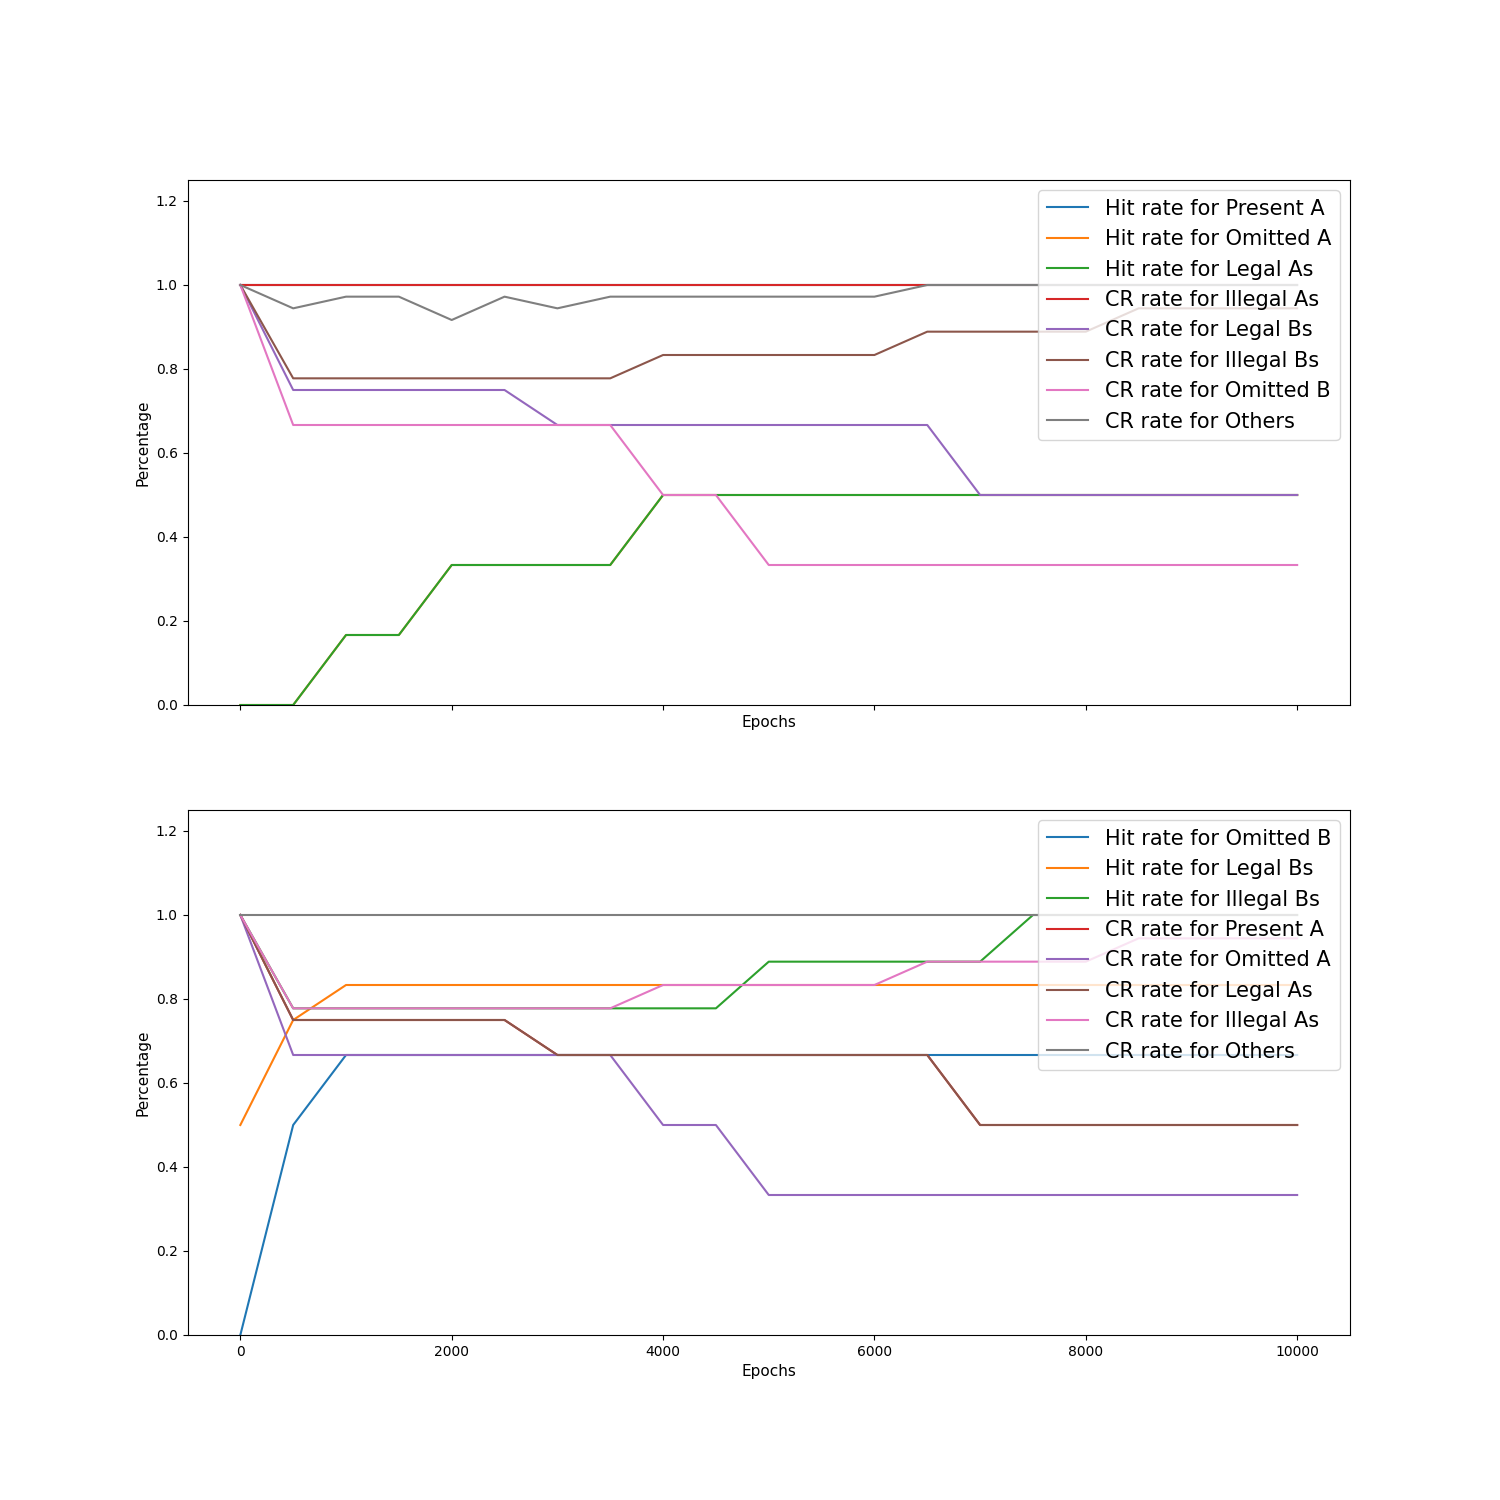 1.2
1.0
0.8
0.6
0.4
0.2
0.0
Percentage
Epochs
Hit rate for Present A
Hit rate for Omitted A
Hit rate for Legal As
CR rate for Illegal As
CR rate for Legal Bs
CR rate for Illegal Bs
CR rate for Omitted B
CR rate for Others
1.2
1.0
0.8
0.6
0.4
0.2
0.0
Percentage
0 2000 4000 6000 8000 10000
Epochs
Hit rate for Omitted B
Hit rate for Legal Bs
Hit rate for Illegal Bs
CR rate for Present A
CR rate for Omitted A
CR rate for Legal As
CR rate for Illegal As
CR rate for Others